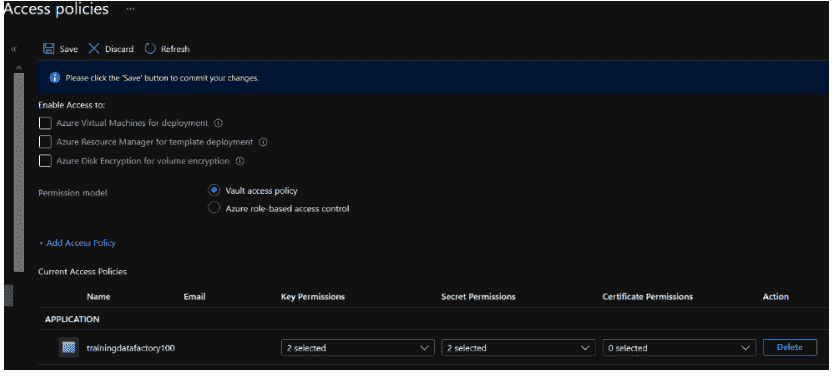 Access policies ...
« Save Discard Refresh
Please click the 'Save' button to commit your changes.
Enable Access to:
Azure Virtual Machines for deployment
Azure Resource Manager for template deployment
Azure Disk Encryption for volume encryption
Permission model Vault access policy
Azure role-based access control
+ Add Access Policy
Current Access Policies
Name Email Key Permissions Secret Permissions Certificate Permissions Action
APPLICATION
trainingdatafactory100 2 selected 2 selected 0 selected Delete